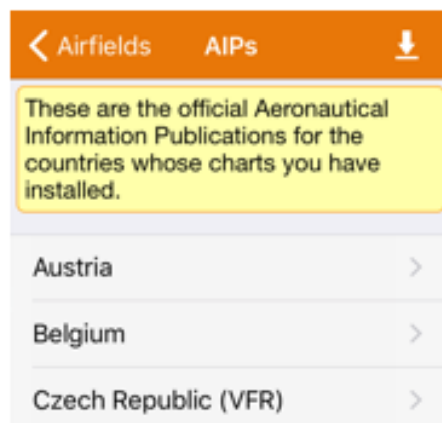 Airfields AIPs
These are the official Aeronautical
Information Publications for the
countries whose charts you have
installed.
Austria
Belgium
Czech Republic (VFR)